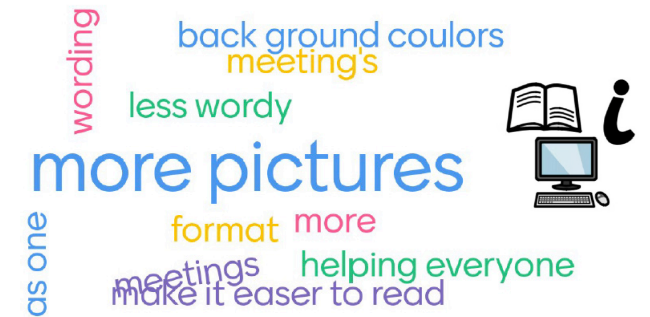 wording
back ground coulors
meeting's
less wordy
more pictures
as one
format
more
meetings
helping everyone
make it easer to read